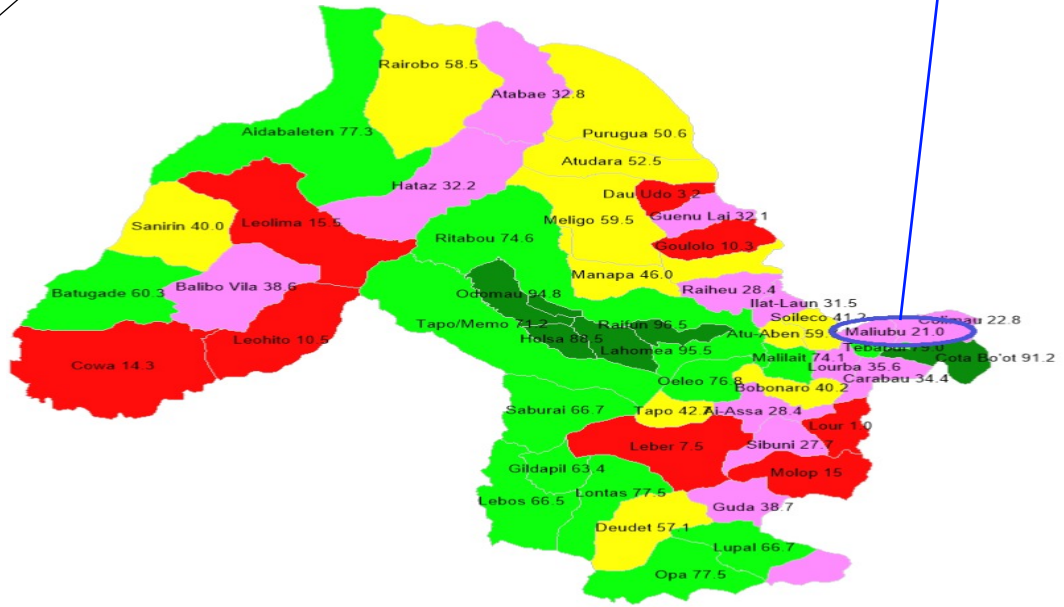 Rairobo 58.5
Atabae 32.8
Aidabaleten 77.3
Purugua 50.6
Atudara 52.5
Hataz 32.2
Dau Udo 3.2
Guenu Lai 32.1
Meligo 59.5
Sanirin 40.0
Leolima 15.5
Ritabou 74.6
Goulolo 10.3
Manapa 46.0
Batugade 60.3
Balibo Vila 38.6
Odomau 94.8
Raiheu 28.4
Ilat-Laun 31.5
Soileco 41.2
Colimau 22.8
Tapo/Memo 71.2
Raifun 96.5
Atu-Aben 59.
Maliubu 21.0
Leohito 10.5
Holsa 88.5
Lahomea 95.5
Malilait 74.1
Tebabui 75.0
Cota Bo'ot 91.2
Cowa 14.3
Lourba 35.6
Carabau 34.4
Oeleo 76.8
Bobonaro 40.2
Saburai 66.7
Tapo 42.7
Ai-Assa 28.4
Lour 1.0
Leber 7.5
Sibuni 27.7
Gildapil 63.4
Molop 15
Lebos 66.5
Lontas 77.5
Guda 38.7
Deudet 57.1
Lupal 66.7
Opa 77.5